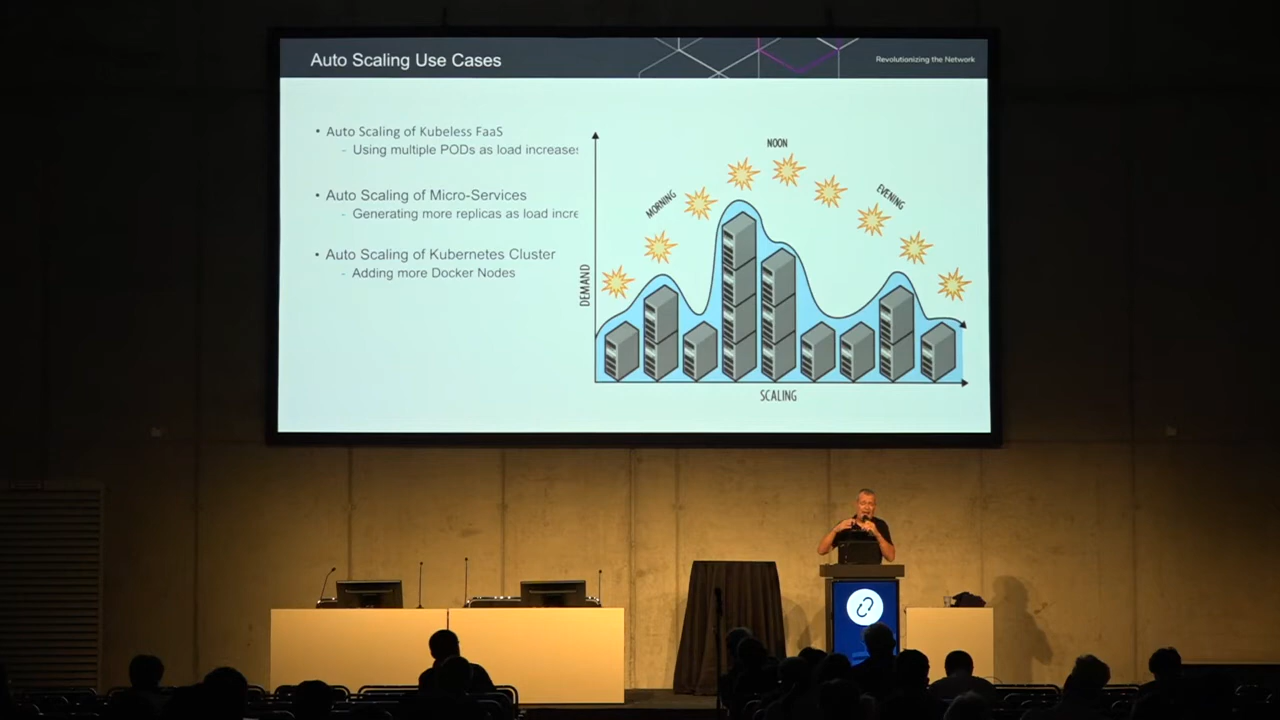 Auto Scaling Use Cases
Revolutionizing the Network
• Auto Scaling of Kubeless FaaS
- Using multiple PODs as load increases
• Auto Scaling of Micro-Services
- Generating more replicas as load incre
• Auto Scaling of Kubernetes Cluster
- Adding more Docker Nodes
NOON
MORNING
EVENING
DEMAND
SCALING